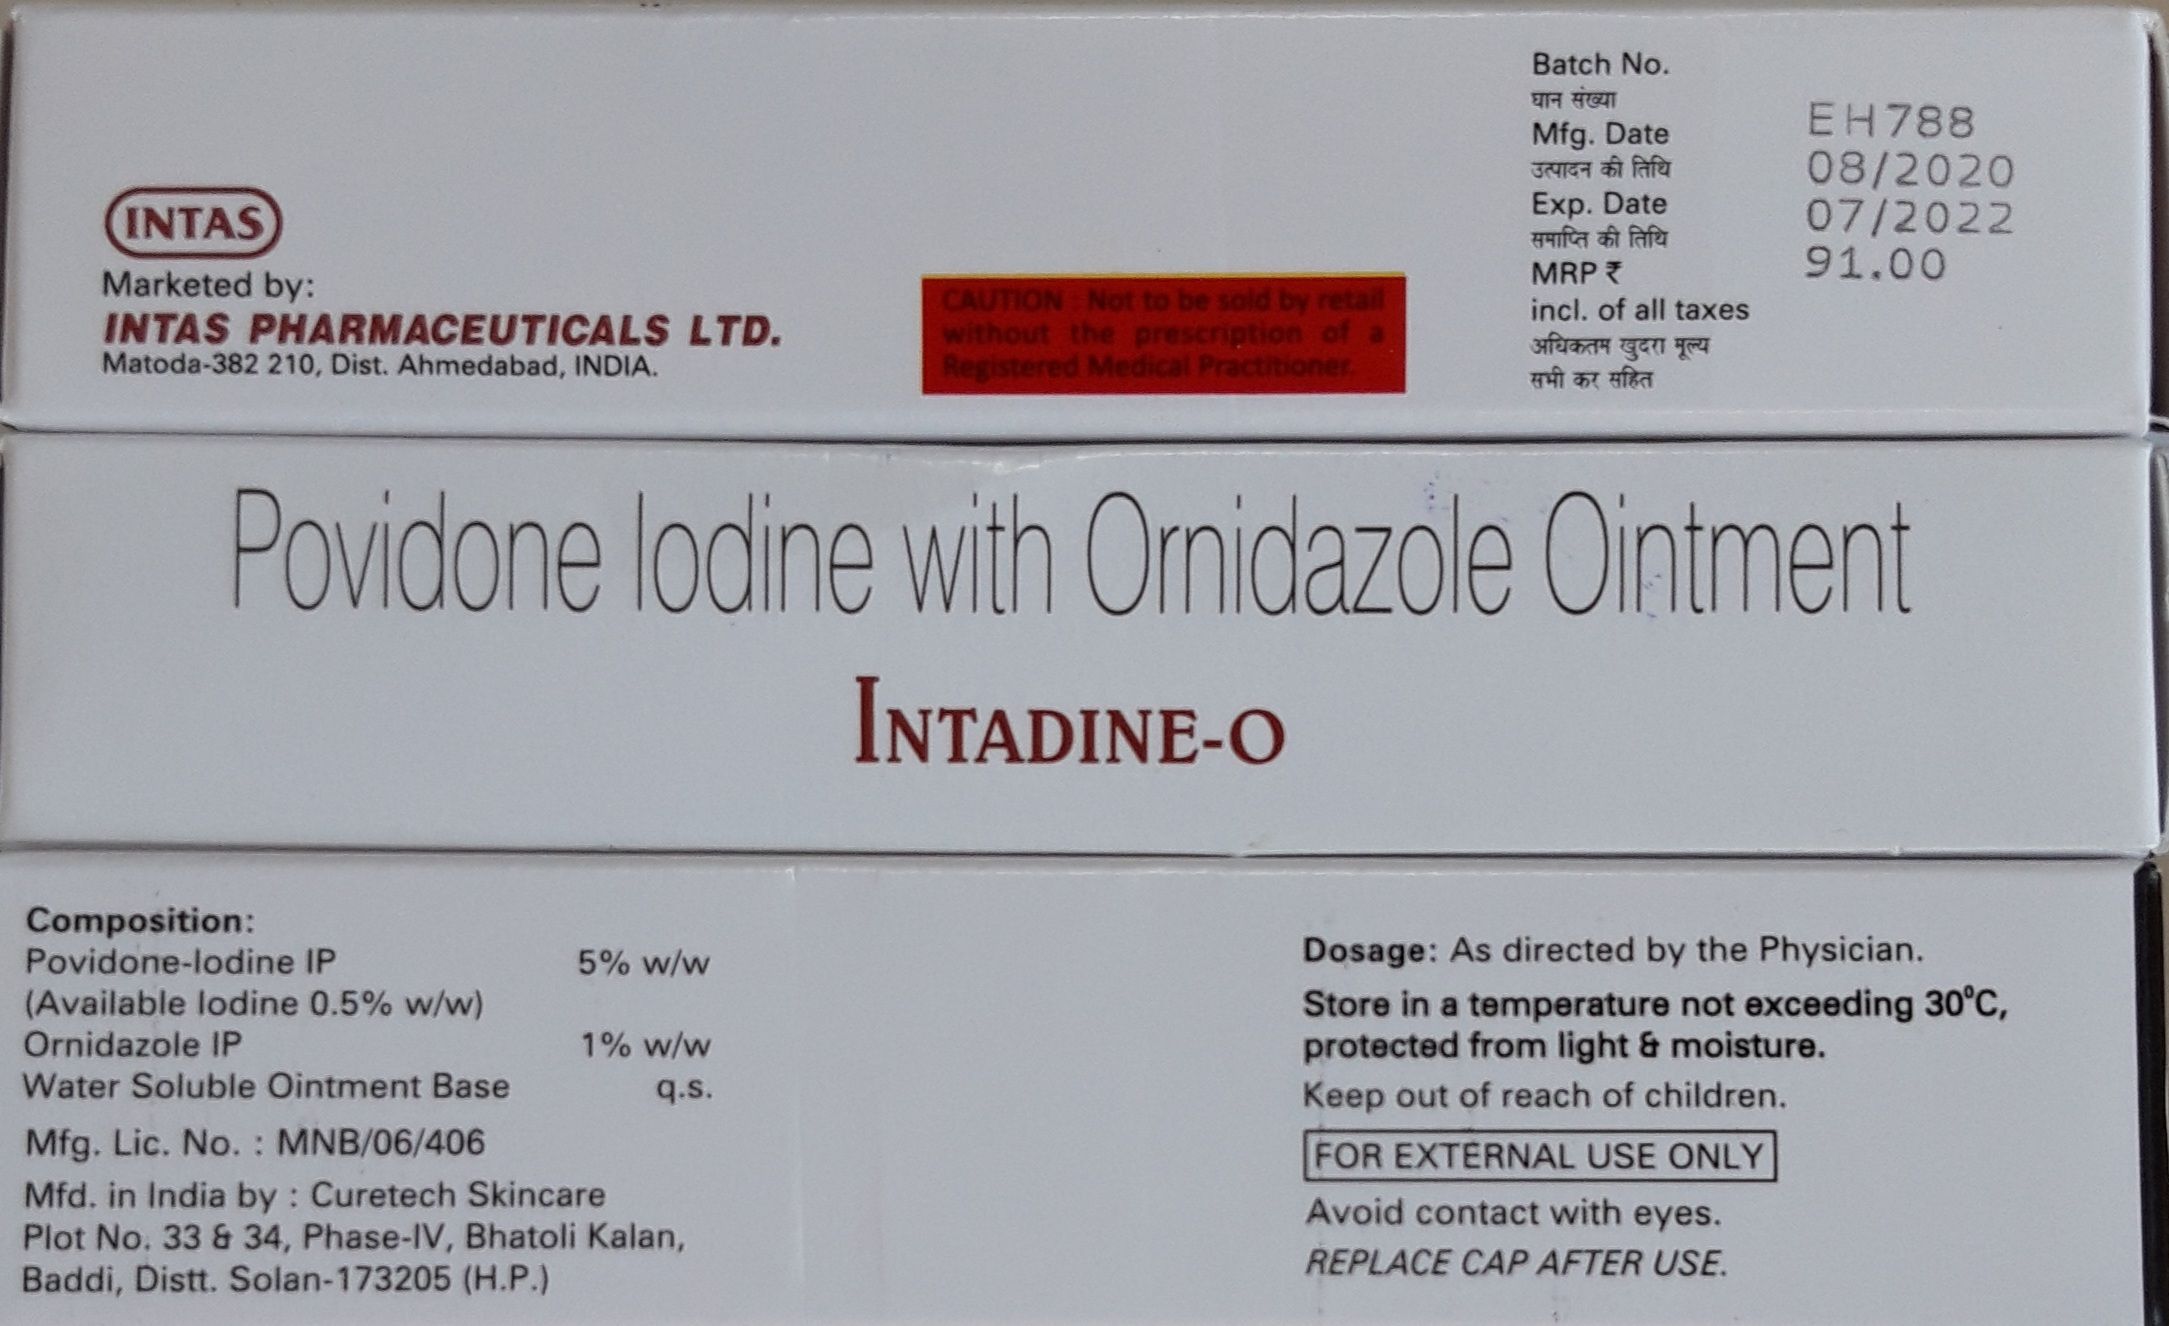 INTAS
Marketed by:
INTAS PHARMACEUTICALS LTD.
Matoda-382 210, Dist. Ahmedabad, INDIA.
CAUTION : Not to be sold by retail
without the prescription of a
Registered Medical Practitioner.
Batch No.
घान संख्या
Mfg. Date
उत्पादन की तिथि
Exp. Date
समाप्ति की तिथि
MRP ₹
incl. of all taxes
अधिकतम खुदरा मूल्य
सभी कर सहित
EH788
08/2020
07/2022
91.00
Povidone Iodine with Ornidazole Ointment
INTADINE-O
Composition:
Povidone-Iodine IP 5% w/w
(Available Iodine 0.5% w/w)
Ornidazole IP 1% w/w
Water Soluble Ointment Base q.s.
Mfg. Lic. No. : MNB/06/406
Mfd. in India by : Curetech Skincare
Plot No. 33 & 34, Phase-IV, Bhatoli Kalan,
Baddi, Distt. Solan-173205 (H.P.)
Dosage: As directed by the Physician.
Store in a temperature not exceeding 30⁰C,
protected from light & moisture.
Keep out of reach of children.
FOR EXTERNAL USE ONLY
Avoid contact with eyes.
REPLACE CAP AFTER USE.